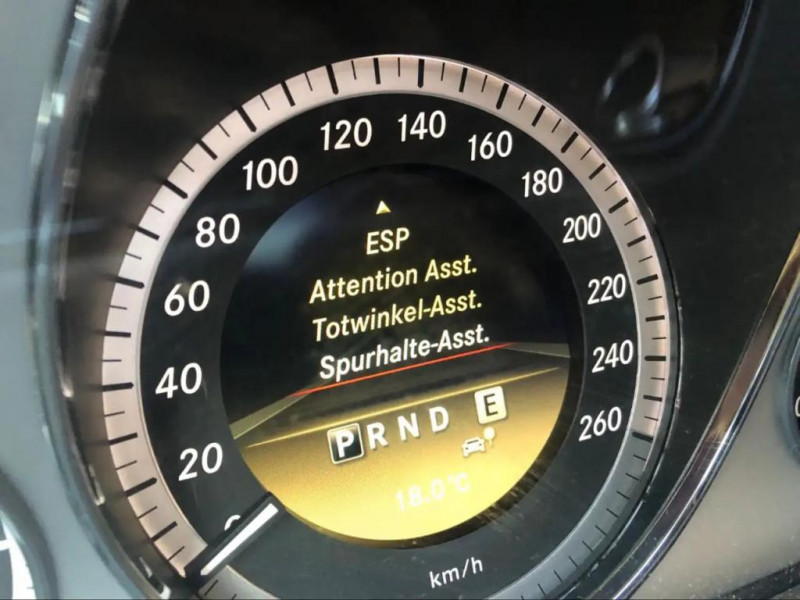 0
20
40
60
80
100
120
140
160
180
200
220
240
260
ESP
Attention Asst.
Totwinkel-Asst.
Spurhalte-Asst.
P R N D E
18.0°C
km/h